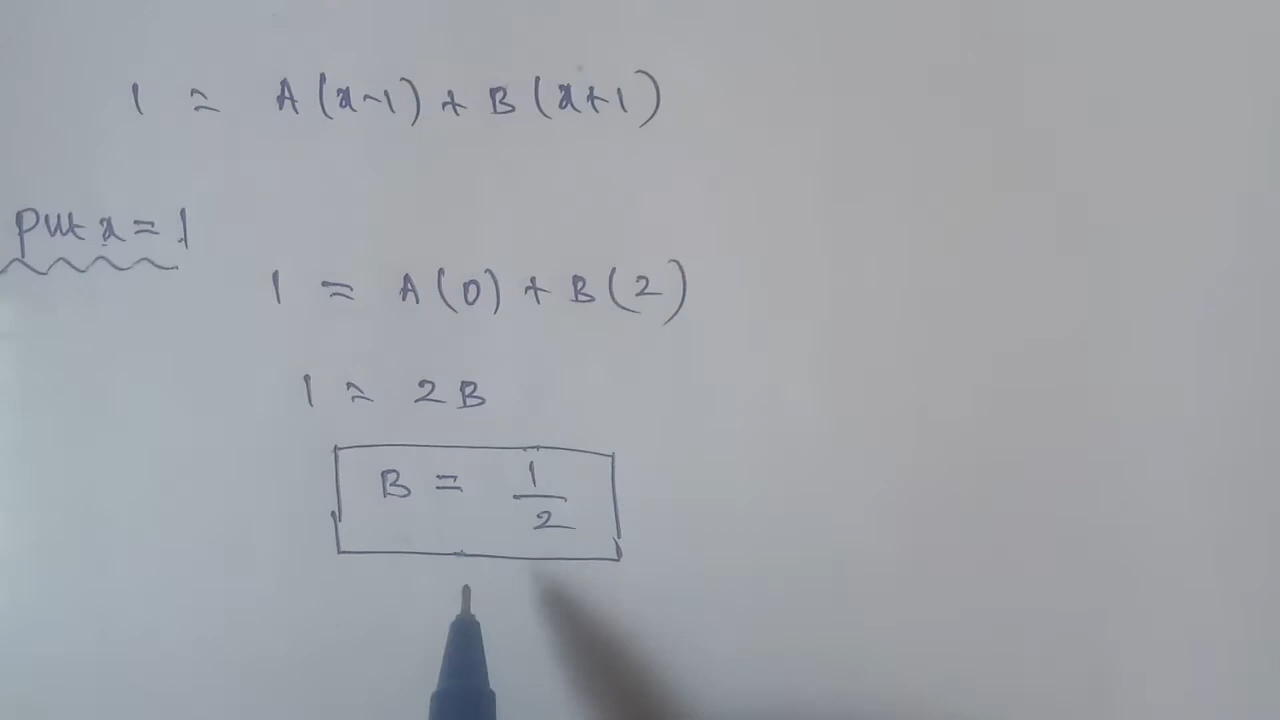 1 = A(x-1) + B(x+1)
Put x = 1
1 = A(0) + B(2)
1 = 2B
B = 1/2